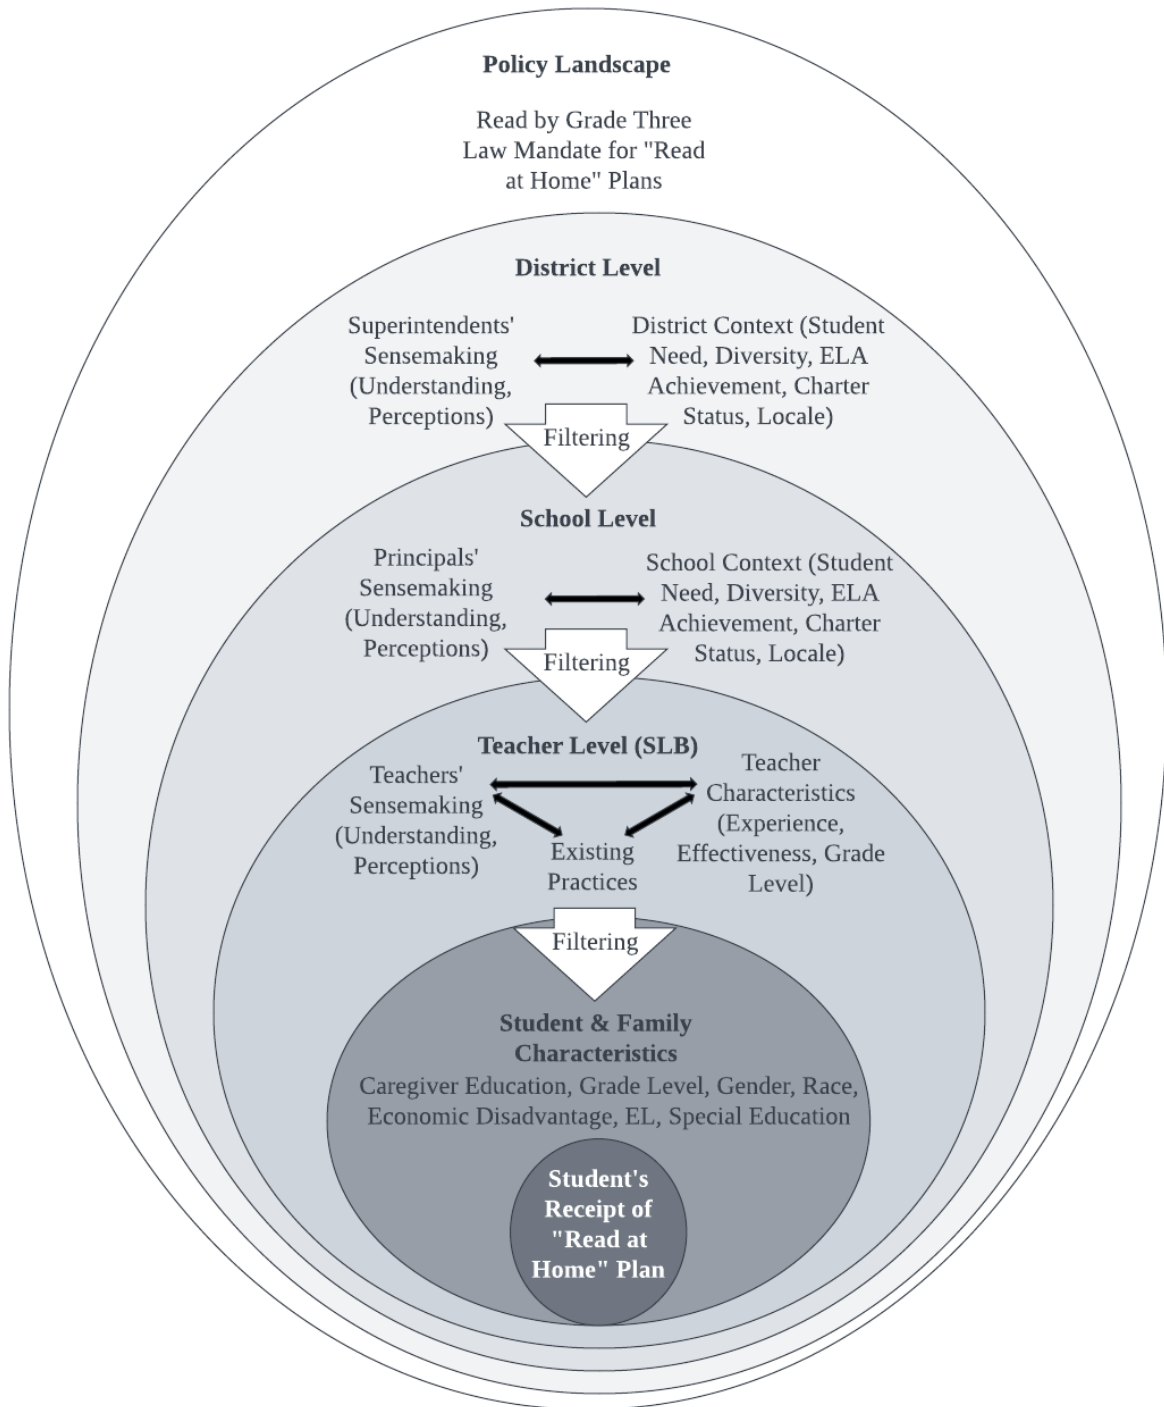 Policy Landscape
Read by Grade Three
Law Mandate for "Read
at Home" Plans
District Level
Superintendents'
Sensemaking
(Understanding,
Perceptions)
District Context (Student
Need, Diversity, ELA
Achievement, Charter
Status, Locale)
Filtering
School Level
Principals'
Sensemaking
(Understanding,
Perceptions)
School Context (Student
Need, Diversity, ELA
Achievement, Charter
Status, Locale)
Filtering
Teacher Level (SLB)
Teachers'
Sensemaking
(Understanding,
Perceptions)
Existing
Practices
Teacher
Characteristics
(Experience,
Effectiveness, Grade
Level)
Filtering
Student & Family
Characteristics
Caregiver Education, Grade Level, Gender, Race,
Economic Disadvantage, EL, Special Education
Student's
Receipt of
"Read at
Home" Plan